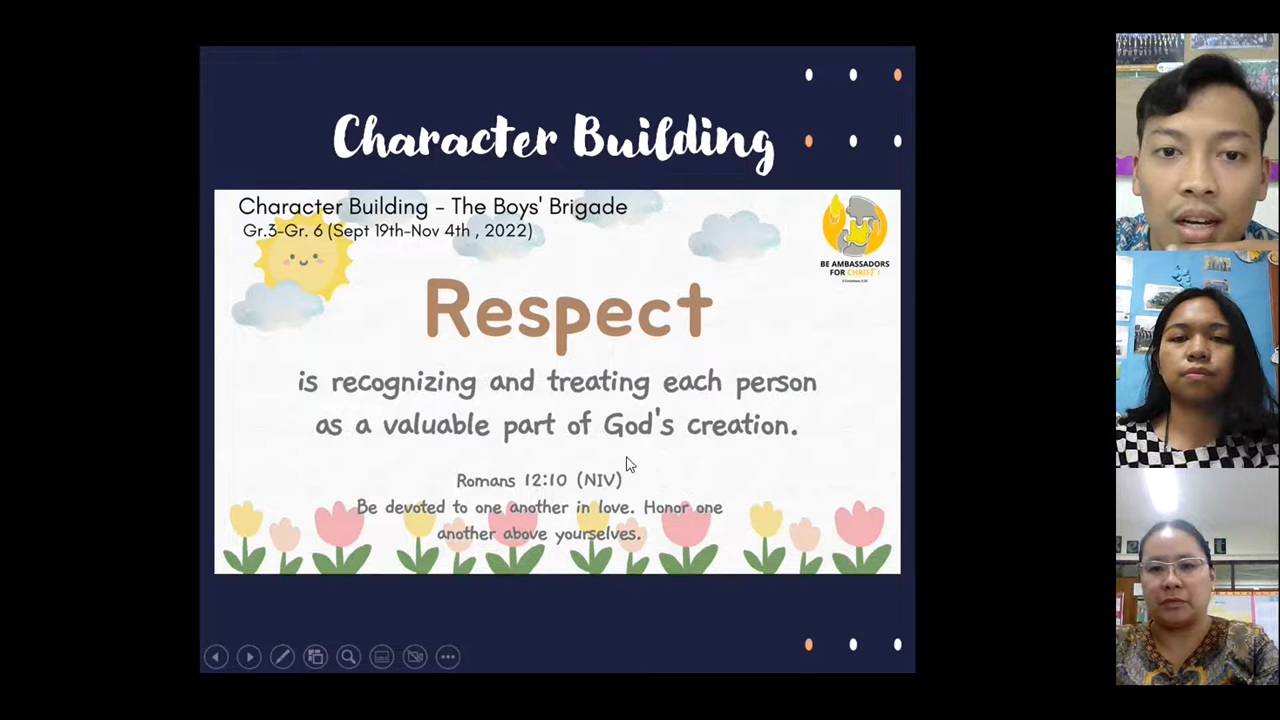 Character Building
Character Building - The Boys' Brigade
Gr.3-Gr. 6 (Sept 19th-Nov 4th , 2022)
BE AMBASSADORS
FOR CHRIST !
Respect
is recognizing and treating each person
as a valuable part of God's creation.
Romans 12:10 (NIV)
Be devoted to one another in love. Honor one
another above yourselves.